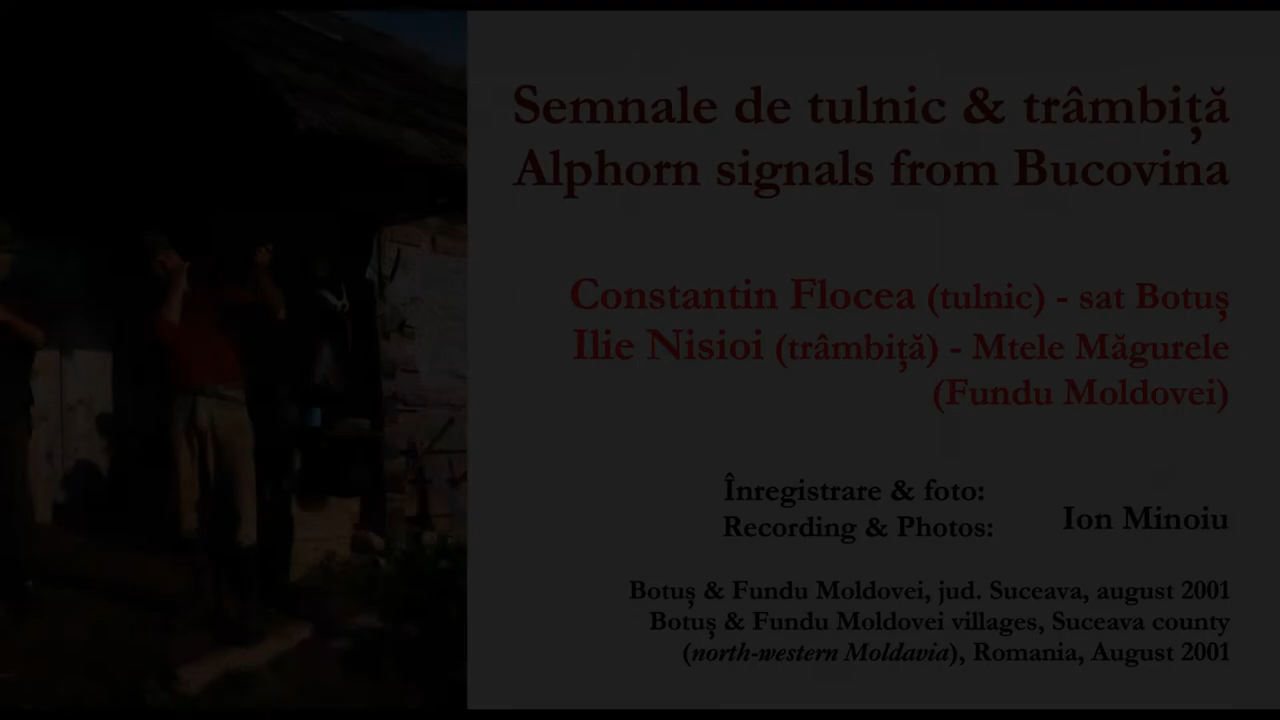 Semnale de tulnic & trâmbiță
Alphorn signals from Bucovina
Constantin Flocea (tulnic) - sat Botuș
Ilie Nisioi (trâmbiță) - Mtele Măgurele
(Fundu Moldovei)
Înregistrare & foto:
Recording & Photos:
Ion Minoiu
Botuș & Fundu Moldovei, jud. Suceava, august 2001
Botuș & Fundu Moldovei villages, Suceava county
(north-western Moldavia), Romania, August 2001